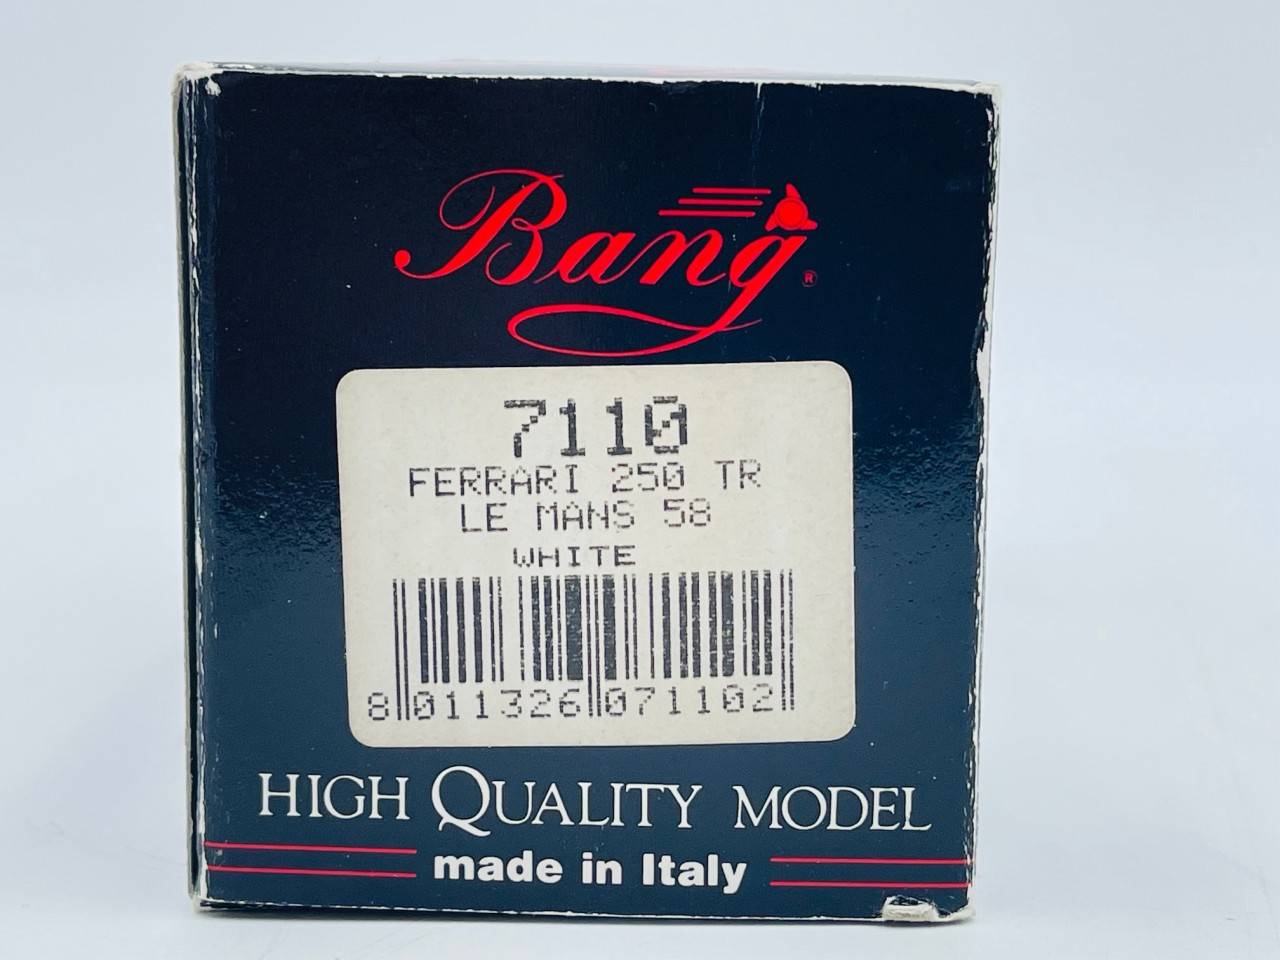 Bang®
7110
FERRARI 250 TR
LE MANS 58
WHITE
8 011326 071102
HIGH QUALITY MODEL
made in Italy